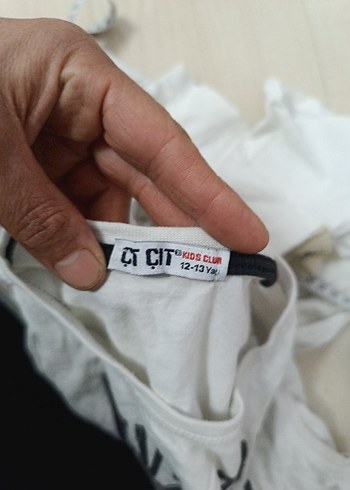 ÇIT ÇIT® KIDS CLUB
12-13 Yaş